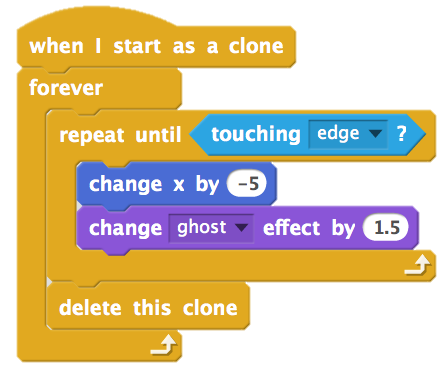 when I start as a clone
forever
repeat until touching edge ?
change x by -5
change ghost effect by 1.5
delete this clone